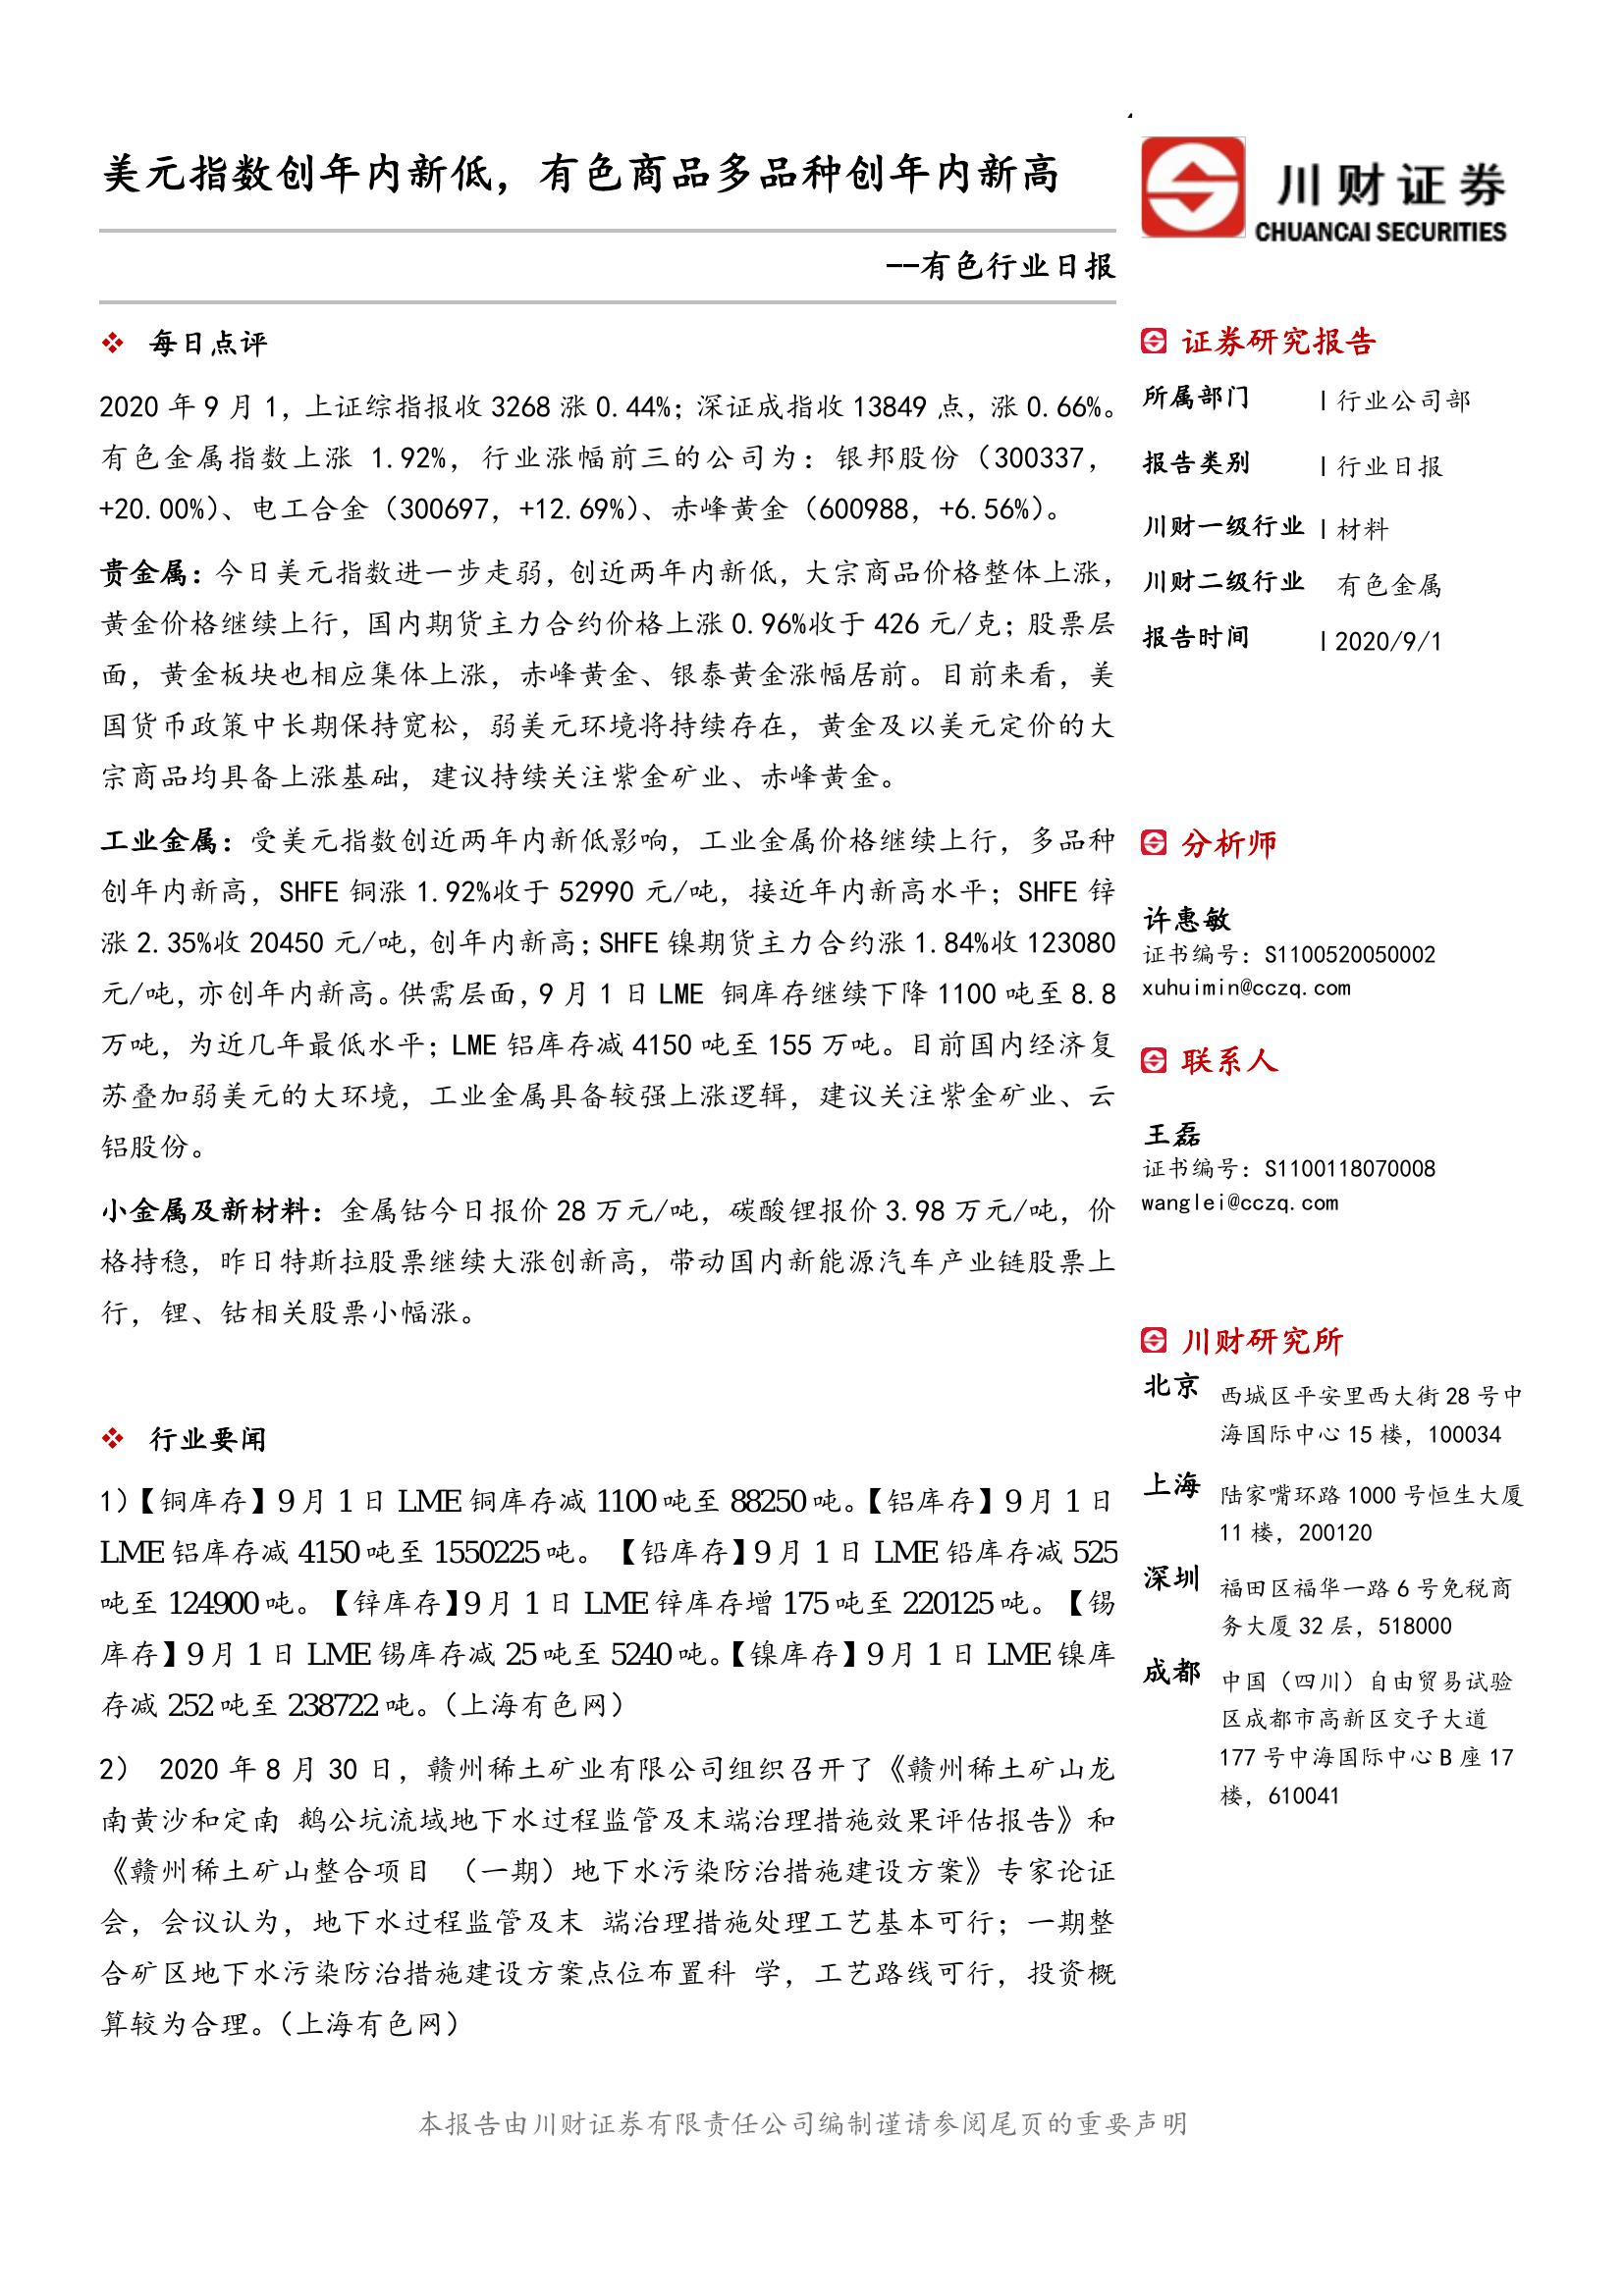 美元指数创年内新低，有色商品多品种创年内新高
——有色行业日报
川财证券
CHUANCAI SECURITIES
每日点评
2020 年 9 月 1，上证综指报收 3268 涨 0.44%；深证成指收 13849 点，涨 0.66%。
有色金属指数上涨 1.92%，行业涨幅前三的公司为：银邦股份（300337，
+20.00%）、电工合金（300697，+12.69%）、赤峰黄金（600988，+6.56%）。
贵金属：今日美元指数进一步走弱，创近两年内新低，大宗商品价格整体上涨，
黄金价格继续上行，国内期货主力合约价格上涨 0.96%收于 426 元/克；股票层
面，黄金板块也相应集体上涨，赤峰黄金、银泰黄金涨幅居前。目前来看，美
国货币政策中长期保持宽松，弱美元环境将持续存在，黄金及以美元定价的大
宗商品均具备上涨基础，建议持续关注紫金矿业、赤峰黄金。
工业金属：受美元指数创近两年内新低影响，工业金属价格继续上行，多品种
创年内新高，SHFE 铜涨 1.92%收于 52990 元/吨，接近年内新高水平；SHFE 锌
涨 2.35%收 20450 元/吨，创年内新高；SHFE 镍期货主力合约涨 1.84%收 123080
元/吨，亦创年内新高。供需层面，9 月 1 日 LME 铜库存继续下降 1100 吨至 8.8
万吨，为近几年最低水平；LME 铝库存减 4150 吨至 155 万吨。目前国内经济复
苏叠加弱美元的大环境，工业金属具备较强上涨逻辑，建议关注紫金矿业、云
铝股份。
小金属及新材料：金属钴今日报价 28 万元/吨，碳酸锂报价 3.98 万元/吨，价
格持稳，昨日特斯拉股票继续大涨创新高，带动国内新能源汽车产业链股票上
行，锂、钴相关股票小幅涨。
行业要闻
1）【铜库存】9 月 1 日 LME 铜库存减 1100 吨至 88250 吨。【铝库存】9 月 1 日
LME 铝库存减 4150 吨至 1550225 吨。 【铅库存】9 月 1 日 LME 铅库存减 525
吨至 124900 吨。 【锌库存】9 月 1 日 LME 锌库存增 175 吨至 220125 吨。 【锡
库存】9 月 1 日 LME 锡库存减 25 吨至 5240 吨。【镍库存】9 月 1 日 LME 镍库
存减 252 吨至 238722 吨。（上海有色网）
2） 2020 年 8 月 30 日，赣州稀土矿业有限公司组织召开了《赣州稀土矿山龙
南黄沙和定南 鹅公坑流域地下水过程监管及末端治理措施效果评估报告》和
《赣州稀土矿山整合项目 （一期）地下水污染防治措施建设方案》专家论证
会，会议认为，地下水过程监管及末 端治理措施处理工艺基本可行；一期整
合矿区地下水污染防治措施建设方案点位布置科 学，工艺路线可行，投资概
算较为合理。（上海有色网）
证券研究报告
所属部门 | 行业公司部
报告类别 | 行业日报
川财一级行业 | 材料
川财二级行业 有色金属
报告时间 | 2020/9/1
分析师
许惠敏
证书编号：S1100520050002
xuhuimin@cczq.com
联系人
王磊
证书编号：S1100118070008
wanglei@cczq.com
川财研究所
北京 西城区平安里西大街 28 号中
海国际中心 15 楼，100034
上海 陆家嘴环路 1000 号恒生大厦
11 楼，200120
深圳 福田区福华一路 6 号免税商
务大厦 32 层，518000
成都 中国（四川）自由贸易试验
区成都市高新区交子大道
177 号中海国际中心 B 座 17
楼，610041
本报告由川财证券有限责任公司编制谨请参阅尾页的重要声明